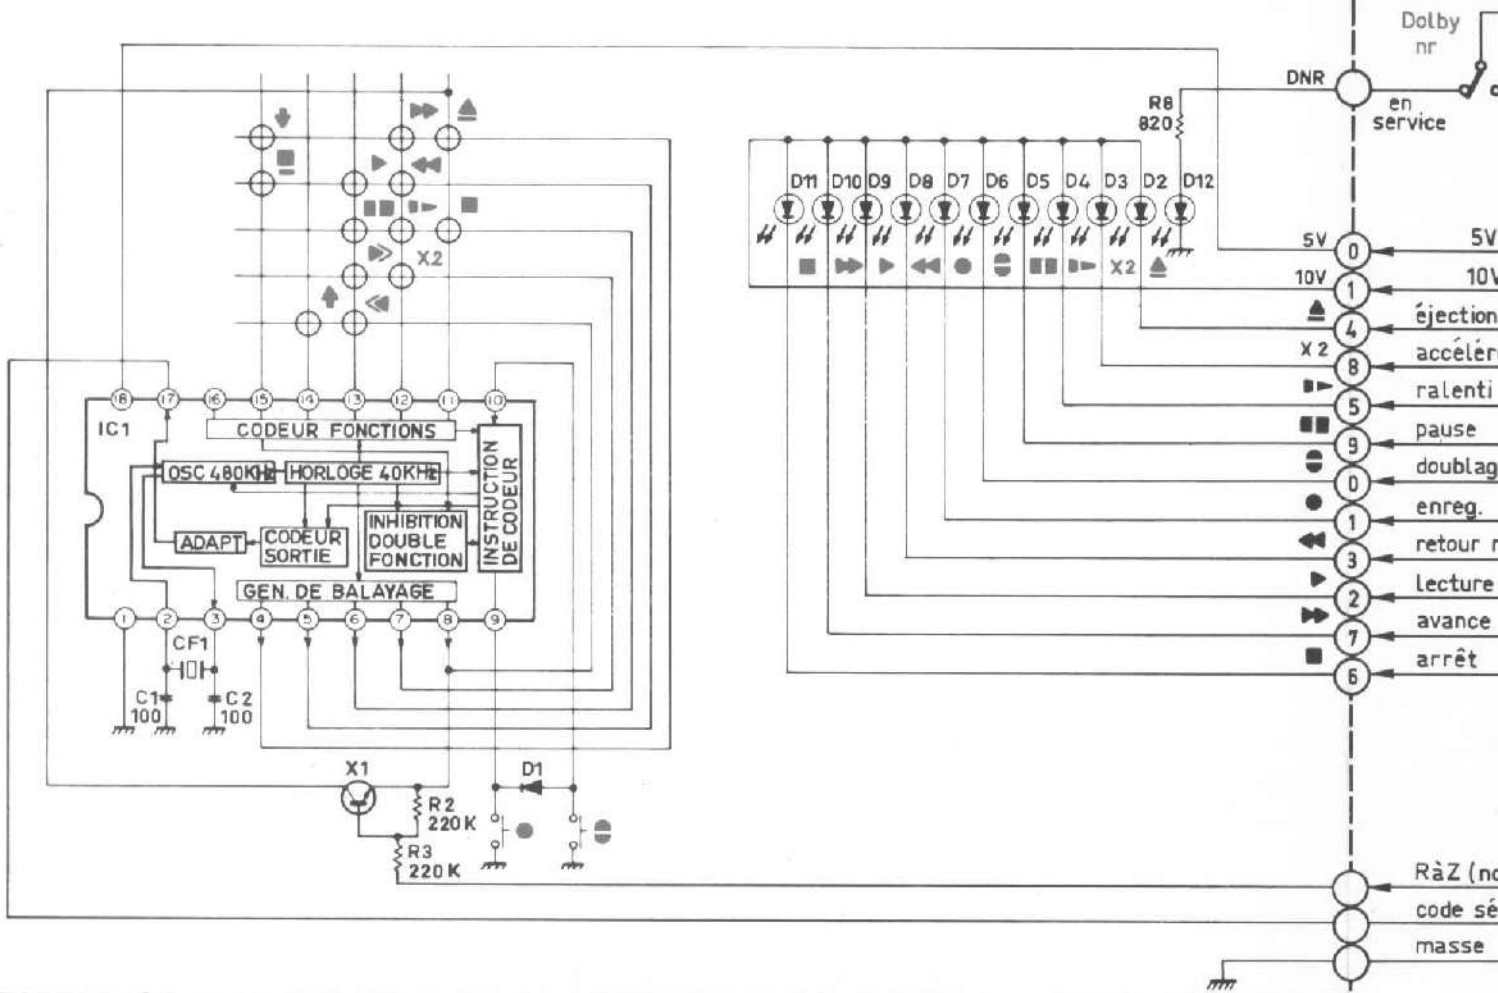 Dolby
nr
DNR
en
service
R8
820
D11 D10 D9 D8 D7 D6 D5 D4 D3 D2 D12
X2
X2
5V
0
5V
10V
1
10V
4
éjection
X2
8
5
ralenti
9
pause
0
1
enreg.
3
retour
2
lecture
7
avance
6
arrêt
18 17 16 15 14 13 12 11 10
IC1
CODEUR FONCTIONS
OSC 480KHz
HORLOGE 40KHz
INSTRUCTION
DE CODEUR
ADAPT
CODEUR
SORTIE
INHIBITION
DOUBLE
FONCTION
GEN. DE BALAYAGE
1 2 3 4 5 6 7 8 9
CF1
C1
100
C2
100
X1
D1
R2
220K
R3
220K
RàZ
code
masse